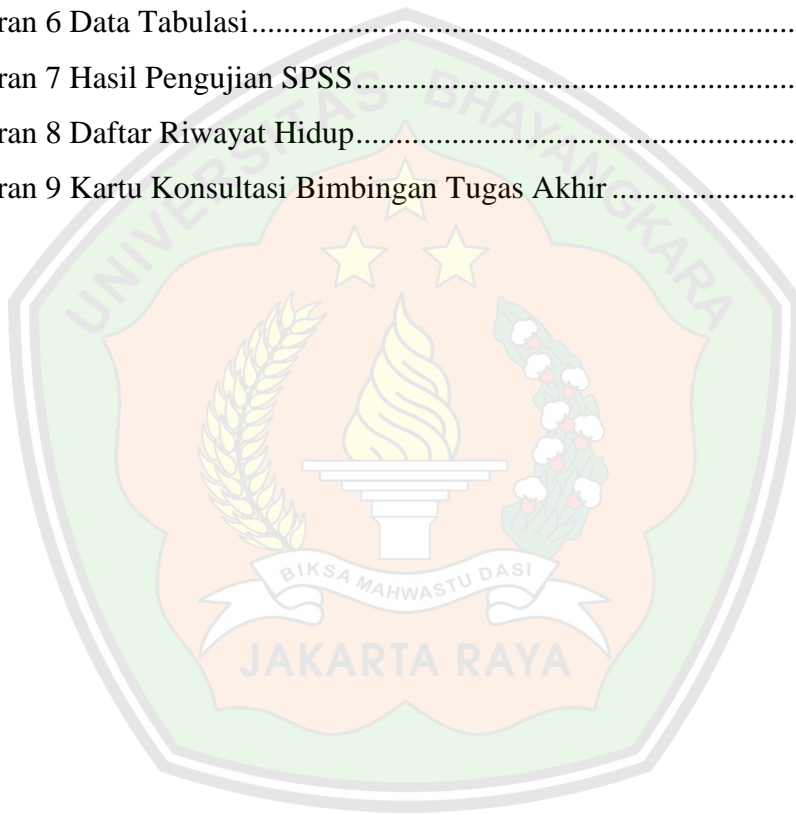 ran 6 Data Tabulasi........................................................................
ran 7 Hasil Pengujian SPSS............................................................
ran 8 Daftar Riwayat Hidup............................................................
ran 9 Kartu Konsultasi Bimbingan Tugas Akhir.........................
UNIVERSITAS BHAYANGKARA
BIKSA MAHWASTU DASI
JAKARTA RAYA